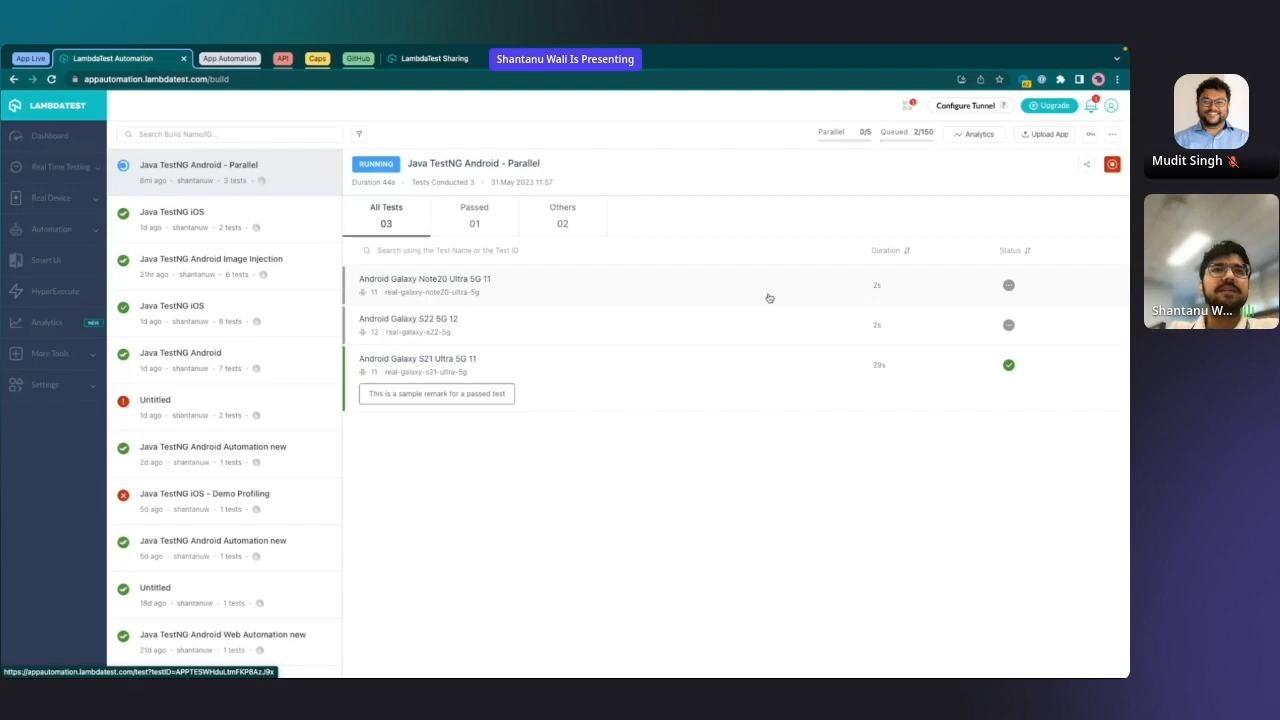 App Live
LambdaTest Automation
App Automation
API
Caps
GitHub
LambdaTest Sharing
Shantanu Wali Is Presenting
appautomation.lambdatest.com/build
LAMBDATEST
Configure Tunnel ?
Upgrade
Dashboard
Real Time Testing
Real Device
Automation
Smart UI
HyperExecute
Analytics NEW
More Tools
Settings
Search Build Name/ID...
Parallel 0/5
Queued 2/150
Analytics
Upload App
Java TestNG Android - Parallel
6mi ago · shantanuw · 3 tests
Java TestNG iOS
1d ago · shantanuw · 2 tests
Android Image Injection
21hr ago · shantanuw · 6 tests
Java TestNG iOS
1d ago · shantanuw · 8 tests
Java TestNG Android
1d ago · shantanuw · 7 tests
Untitled
1d ago · shantanuw · 2 tests
Java TestNG Android Automation new
2d ago · shantanuw · 1 tests
Java TestNG iOS - Demo Profiling
5d ago · shantanuw · 1 tests
Java TestNG Android Automation new
5d ago · shantanuw · 1 tests
Untitled
18d ago · shantanuw · 1 tests
Java TestNG Android Web Automation new
21d ago · shantanuw · 1 tests
RUNNING Java TestNG Android - Parallel
Duration 44s · Tests Conducted 3 · 31 May 2023 11:57
All Tests
03
Passed
01
Others
02
Search using the Test Name or the Test ID
Duration
Status
Android Galaxy Note20 Ultra 5G 11
11 real-galaxy-note20-ultra-5g
2s
Android Galaxy S22 5G 12
12 real-galaxy-s22-5g
2s
Android Galaxy S21 Ultra 5G 11
11 real-galaxy-s21-ultra-5g
29s
This is a sample remark for a passed test
https://appautomation.lambdatest.com/test?testID=APPTESWHduLtmFKP8AzJ9x
Mudit Singh
Shantanu W...